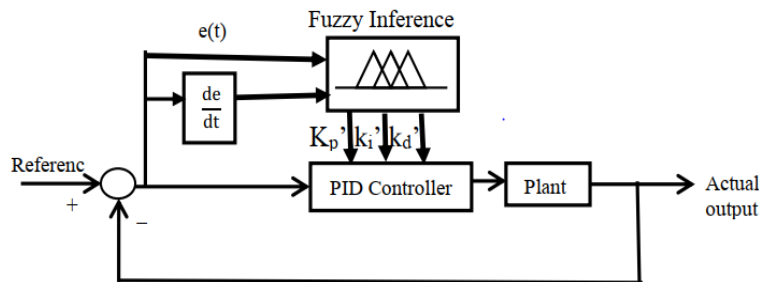 Fuzzy Inference
e(t)
de
dt
Kp’ ki’ kd’
Referenc
+
−
PID Controller
Plant
Actual
output